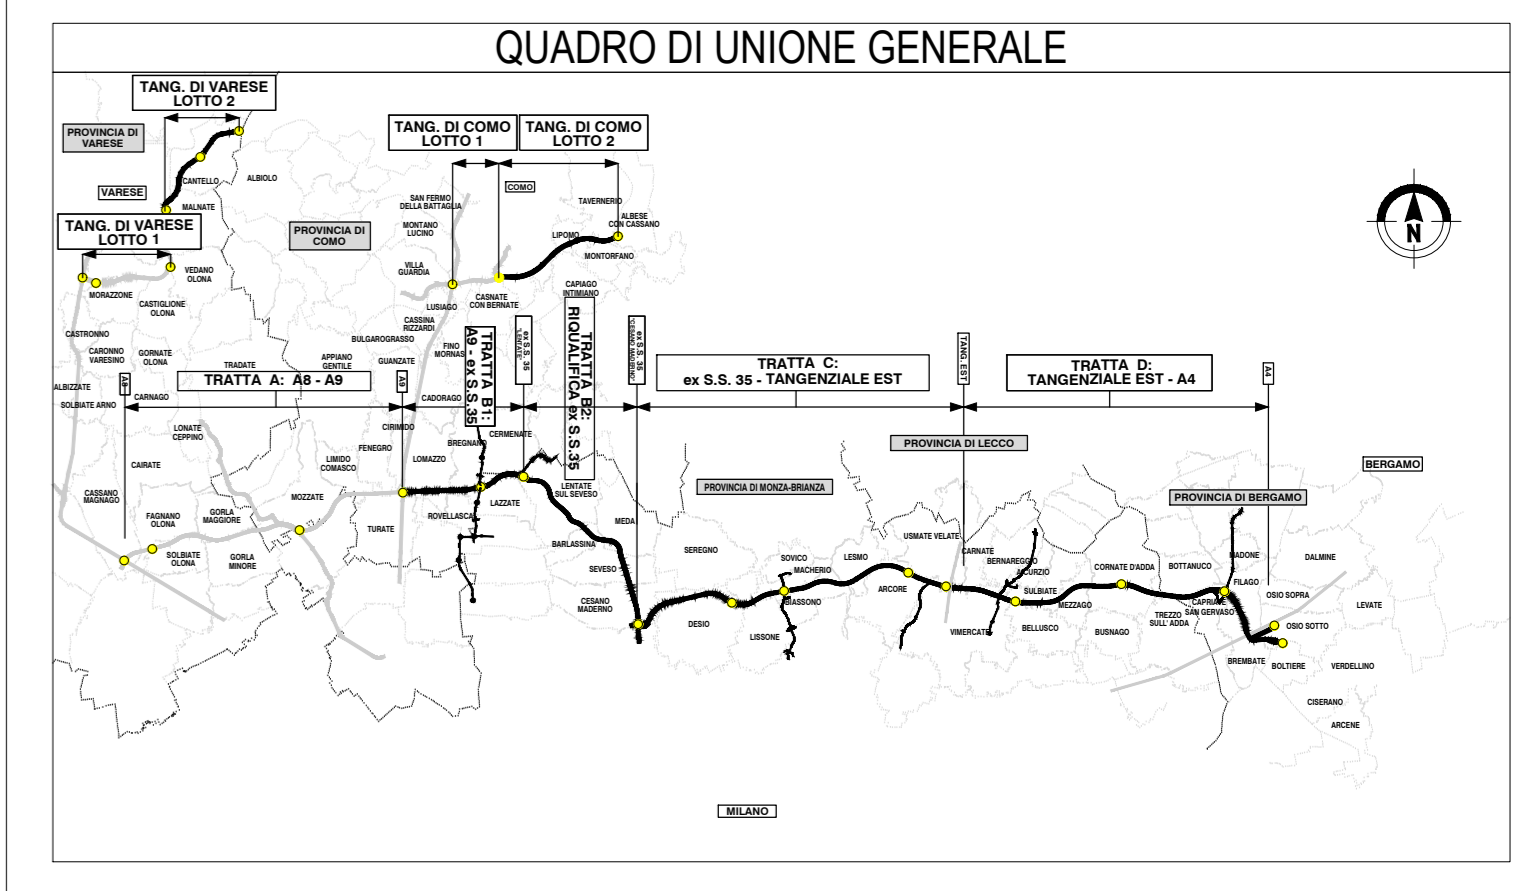 QUADRO DI UNIONE GENERALE
TANG. DI VARESE
LOTTO 2
PROVINCIA DI
VARESE
TANG. DI COMO
LOTTO 1
TANG. DI COMO
LOTTO 2
CANTELLO
ALBIOLO
VARESE
MALNATE
COMO
SAN FERMO
DELLA BATTAGLIA
TAVERNERIO
ALBESE
CON CASSANO
TANG. DI VARESE
LOTTO 1
PROVINCIA DI
COMO
MONTANO
LUCINO
LIPOMO
MONTORFANO
N
VEDANO
OLONA
VILLA
GUARDIA
MORAZZONE
CASTIGLIONE
OLONA
LUSIAGO
CASNATE
CON BERNATE
CAPIAGO
INTIMIANO
CASTRONNO
CASSINA
RIZZARDI
BULGAROGRASSO
FINO
MORNAS
CARONNO
VARESINO
GORNATE
OLONA
TRADATE
APPIANO
GENTILE
GUANZATE
TRATTA B1:
A9 - ex S.S.35
ex S.S. 35
"LENTATE"
TRATTA B2:
RIQUALIFICA ex S.S.35
ex S.S. 35
"CESANO MADERNO"
TRATTA C:
ex S.S. 35 - TANGENZIALE EST
TANG. EST
TRATTA D:
TANGENZIALE EST - A4
A4
ALBIZZATE
A8
TRATTA A: A8 - A9
A9
SOLBIATE ARNO
CARNAGO
CADORAGO
LONATE
CEPPINO
CIRIMIDO
FENEGRO
BREGNANO
CERMENATE
PROVINCIA DI LECCO
CAIRATE
LIMIDO
COMASCO
LOMAZZO
BERGAMO
CASSANO
MAGNAGO
MOZZATE
LAZZATE
LENTATE
SUL SEVESO
PROVINCIA DI MONZA-BRIANZA
PROVINCIA DI BERGAMO
FAGNANO
OLONA
GORLA
MAGGIORE
TURATE
ROVELLASCA
MEDA
SOLBIATE
OLONA
GORLA
MINORE
BARLASSINA
SEREGNO
USMATE VELATE
CARNATE
SEVESO
SOVICO
MACHERIO
LESMO
BERNAREGGIO
AICURZIO
CORNATE D'ADDA
BOTTANUCO
MADONE
DALMINE
FILAGO
CESANO
MADERNO
BIASSONO
ARCORE
SULBIATE
MEZZAGO
CAPRIATE
SAN GERVASO
OSIO SOPRA
LEVATE
DESIO
LISSONE
VIMERCATE
BELLUSCO
BUSNAGO
TREZZO
SULL' ADDA
OSIO SOTTO
BREMBATE
BOLTIERE
VERDELLINO
CISERANO
ARCENE
MILANO